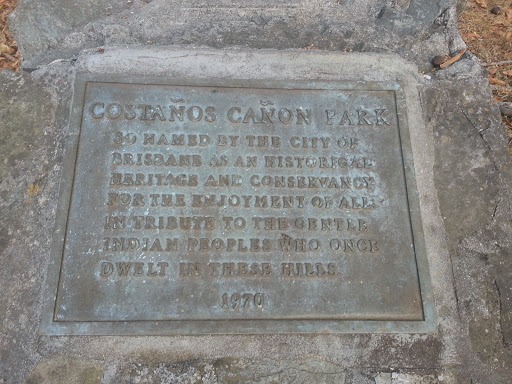 COSTAÑOS CAÑON PARK
SO NAMED BY THE CITY OF
BRISBANE AS AN HISTORICAL
HERITAGE AND CONSERVANCY
FOR THE ENJOYMENT OF ALL
IN TRIBUTE TO THE GENTLE
INDIAN PEOPLES WHO ONCE
DWELT IN THESE HILLS.
1970